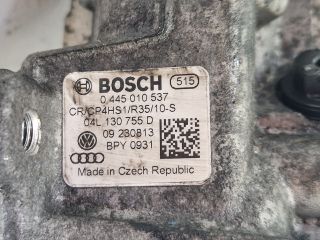 BOSCH 515
0 445 010 537
CR/CP4HS1/R35/10-S
04L 130 755 D
09 230813
BPY 0931
Made in Czech Republic